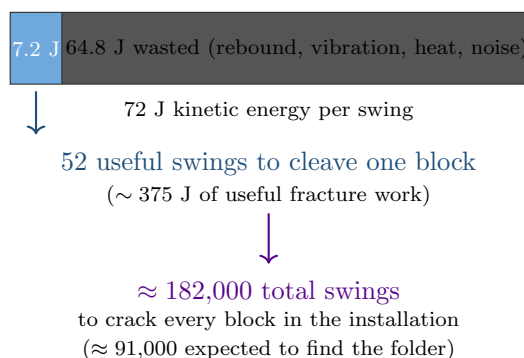 7.2 J 64.8 J wasted (rebound, vibration, heat, noise)
72 J kinetic energy per swing
52 useful swings to cleave one block
(∼ 375 J of useful fracture work)
≈ 182,000 total swings
to crack every block in the installation
(≈ 91,000 expected to find the folder)